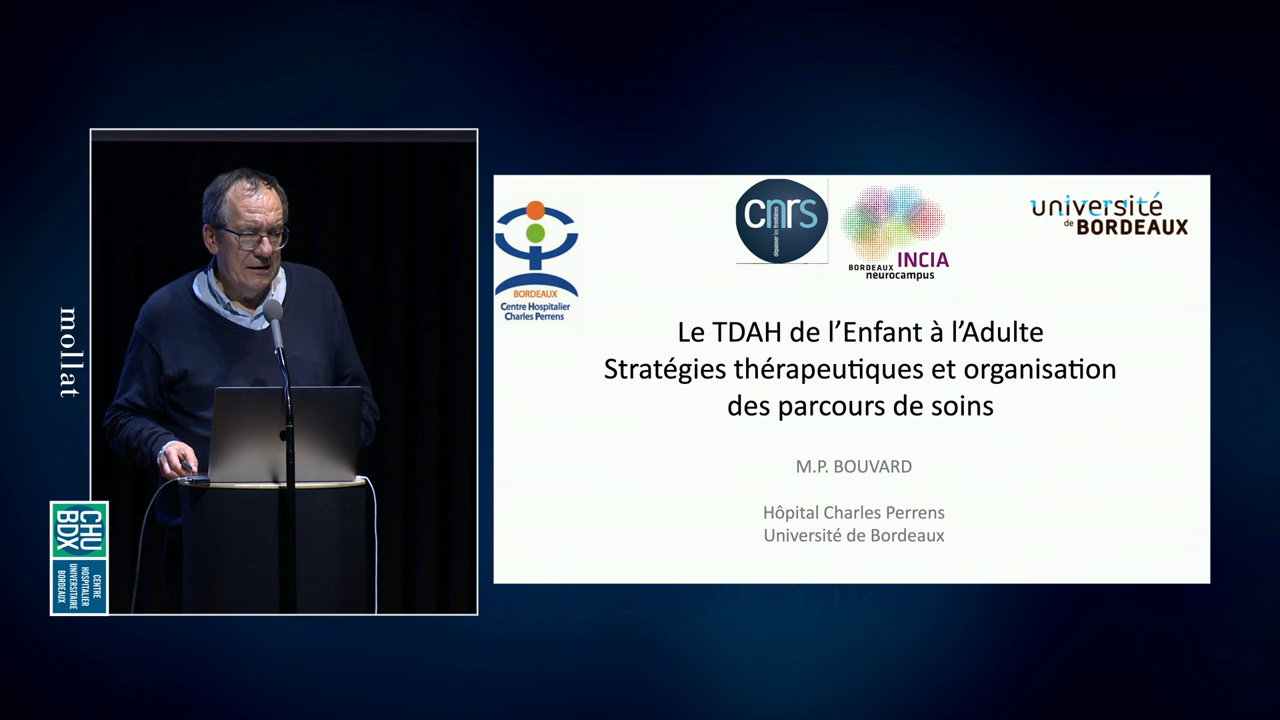 mollat
CHU
BDX
CENTRE
HOSPITALIER
UNIVERSITAIRE
BORDEAUX
BORDEAUX
Centre Hospitalier
Charles Perrens
cnrs
dépasser les frontières
INCIA
BORDEAUX
neurocampus
université
de BORDEAUX
Le TDAH de l’Enfant à l’Adulte
Stratégies thérapeutiques et organisation
des parcours de soins
M.P. BOUVARD
Hôpital Charles Perrens
Université de Bordeaux